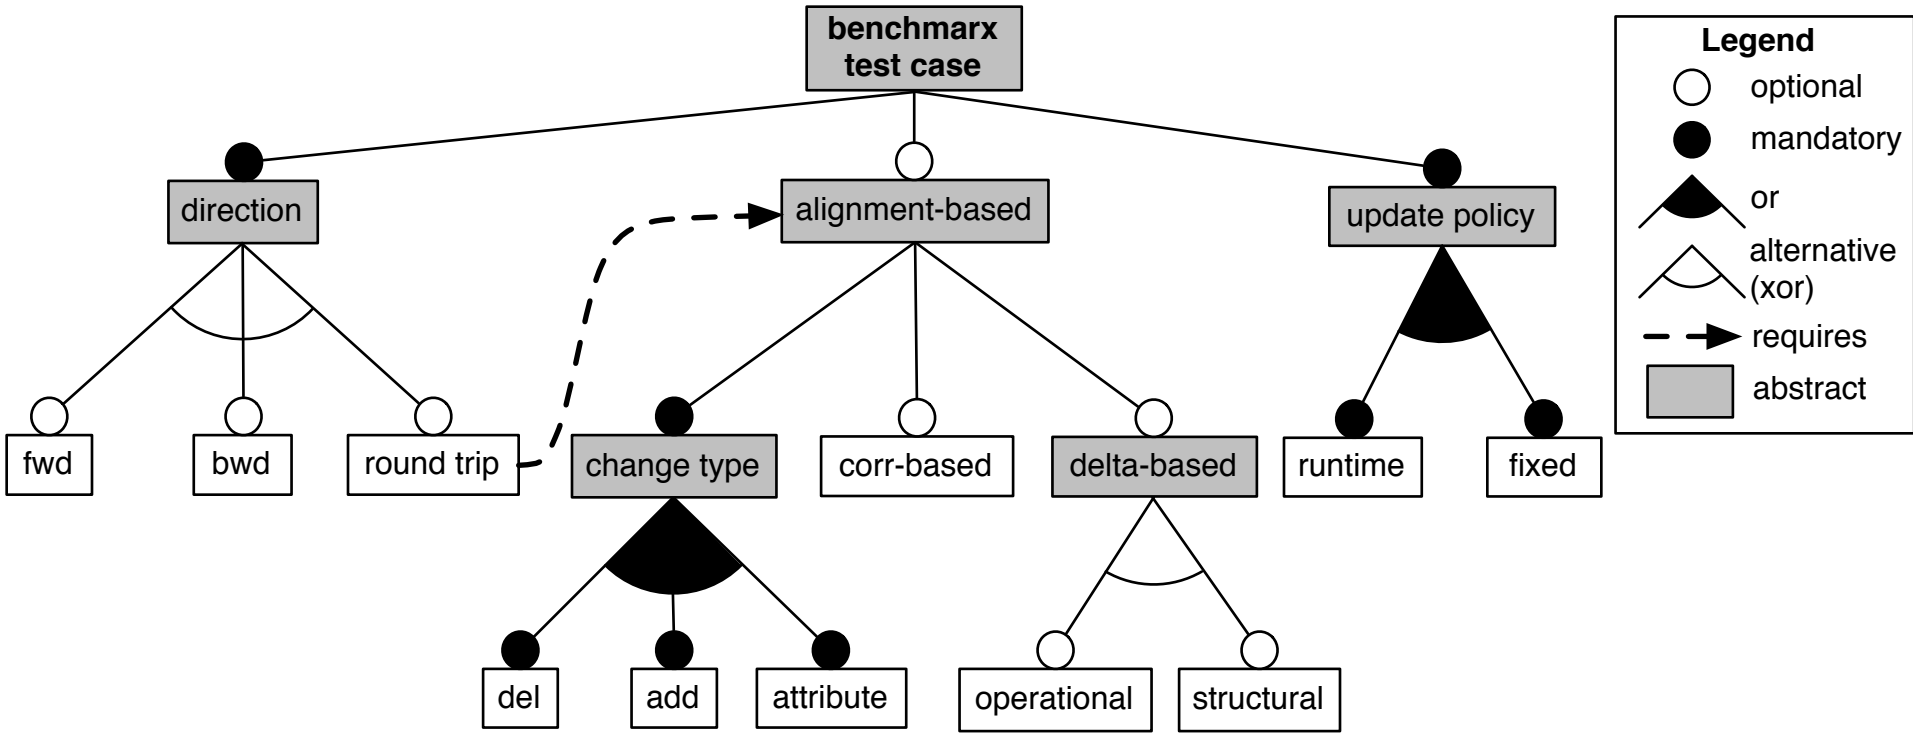 benchmarx
test case
Legend
optional
mandatory
or
alternative
(xor)
requires
abstract
direction
alignment-based
update policy
fwd
bwd
round trip
change type
corr-based
delta-based
runtime
fixed
del
add
attribute
operational
structural